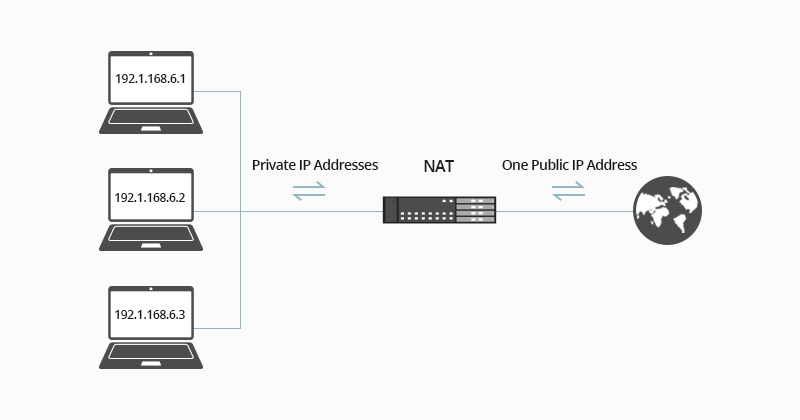 192.1.168.6.1
Private IP Addresses
NAT
One Public IP Address
192.1.168.6.2
192.1.168.6.3